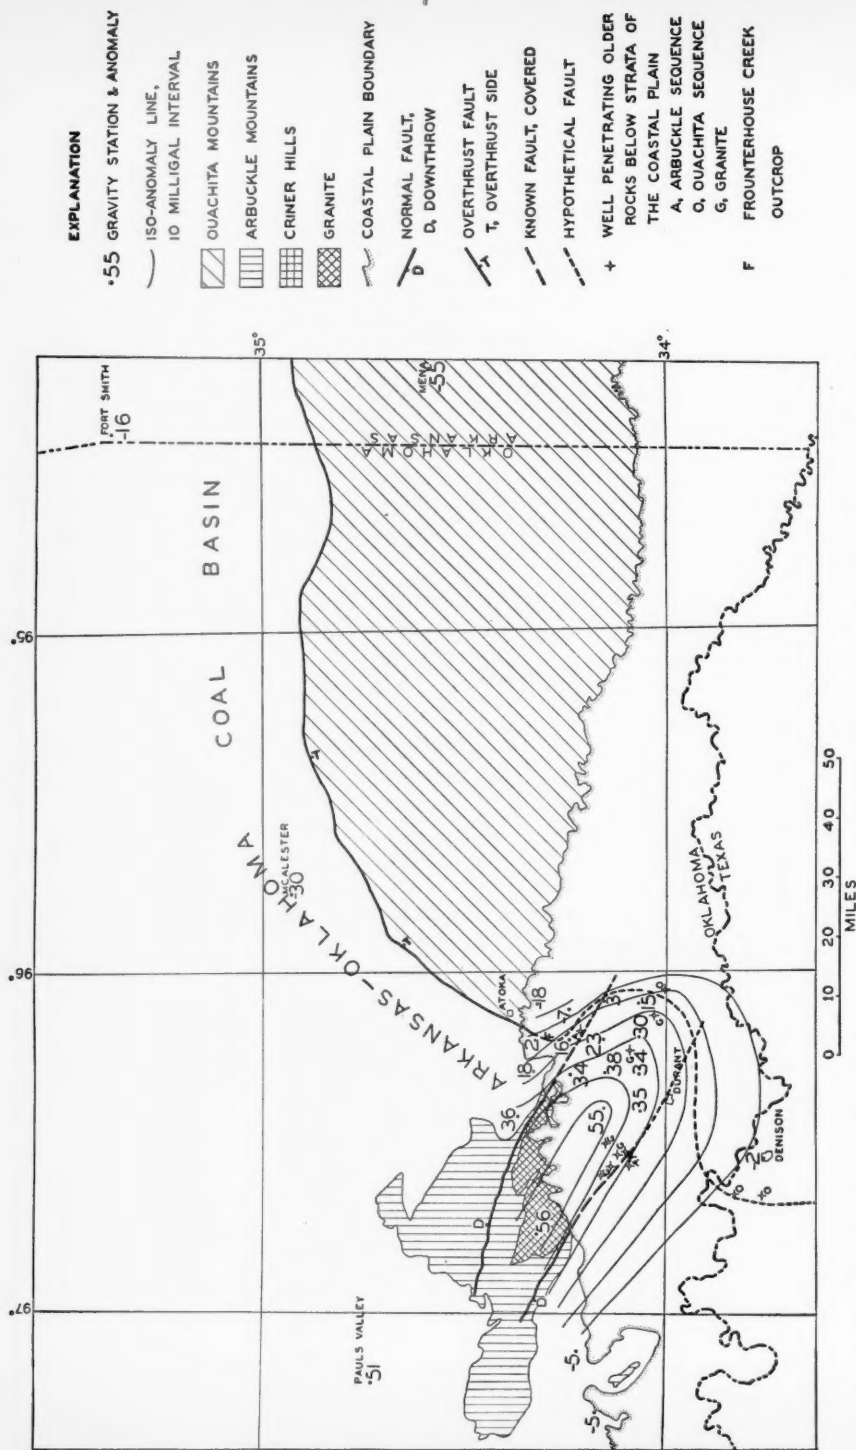 EXPLANATION
.55 GRAVITY STATION & ANOMALY
ISO-ANOMALY LINE,
10 MILLIGAL INTERVAL
OUACHITA MOUNTAINS
ARBUCKLE MOUNTAINS
CRINER HILLS
GRANITE
COASTAL PLAIN BOUNDARY
NORMAL FAULT,
D, DOWNTHROW
D
OVERTHRUST FAULT
T, OVERTHRUST SIDE
T
KNOWN FAULT, COVERED
HYPOTHETICAL FAULT
+ WELL PENETRATING OLDER
ROCKS BELOW STRATA OF
THE COASTAL PLAIN
A, ARBUCKLE SEQUENCE
O, OUACHITA SEQUENCE
G, GRANITE
F FROUNTERHOUSE CREEK
OUTCROP
97°
96°
95°
35°
34°
FORT SMITH
-16
ARKANSAS-OKLAHOMA
COAL BASIN
MCALESTER
-30
PAULS VALLEY
.51
MENA
-55
OKLAHOMA
ATOKA
-18
-7
21
18
16
36
34
23
38
34
30
15
3
35
55.
.56
-5.
-5.
D
D
DURANT
-2
DENISON
OKLAHOMA
TEXAS
0 10 20 30 40 50
MILES